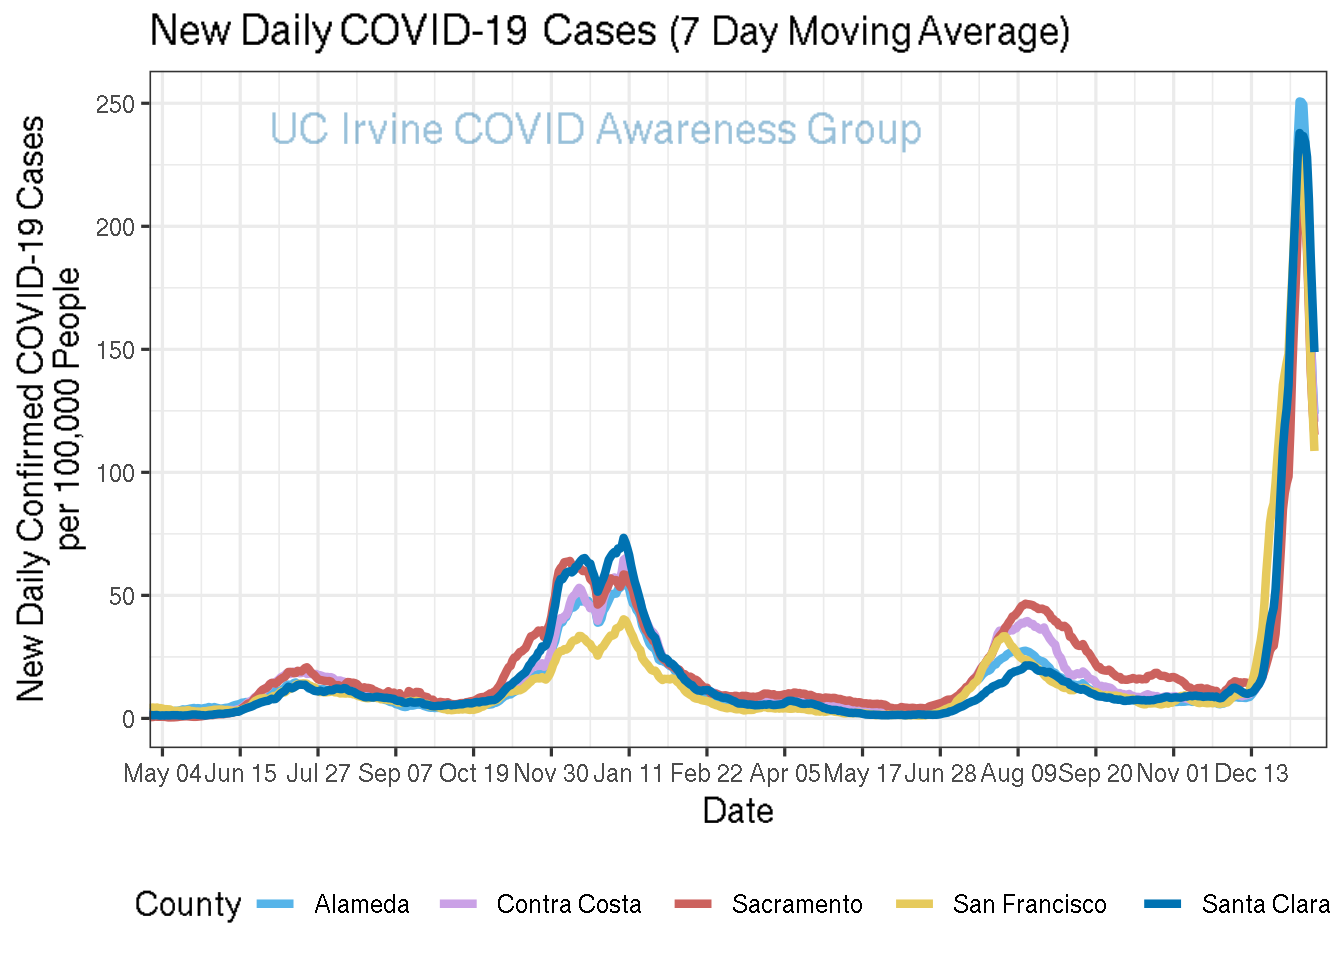 New Daily COVID-19 Cases (7 Day Moving Average)
UC Irvine COVID Awareness Group
New Daily Confirmed COVID-19 Cases
per 100,000 People
250
200
150
100
50
0
May 04 Jun 15 Jul 27 Sep 07 Oct 19 Nov 30 Jan 11 Feb 22 Apr 05 May 17 Jun 28 Aug 09 Sep 20 Nov 01 Dec 13
Date
County Alameda Contra Costa Sacramento San Francisco Santa Clara